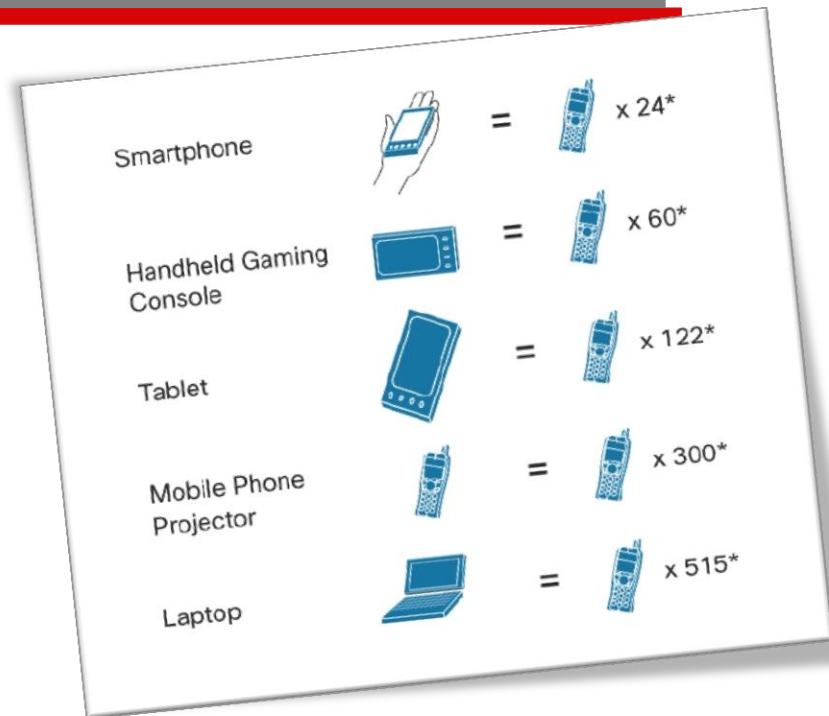 Smartphone = x 24*
Handheld Gaming
Console = x 60*
Tablet = x 122*
Mobile Phone
Projector = x 300*
Laptop = x 515*